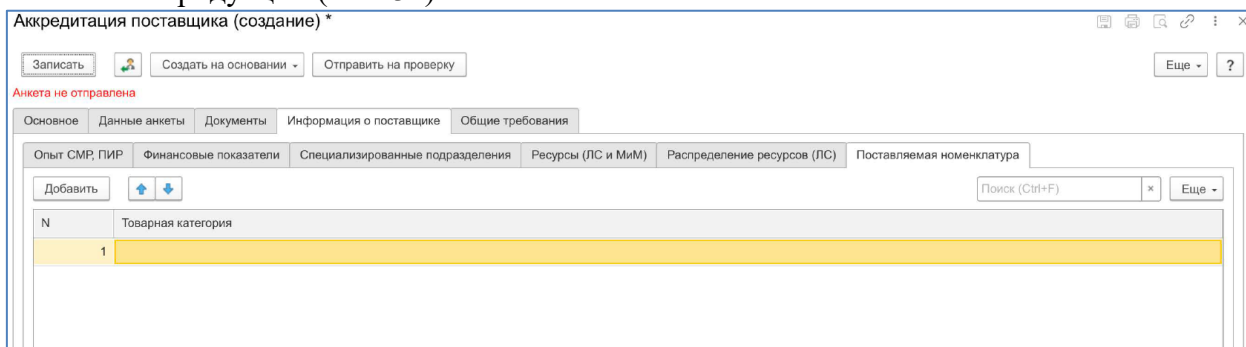 Аккредитация поставщика (создание) *
Записать Создать на основании Отправить на проверку Еще ?
Анкета не отправлена
Основное Данные анкеты Документы Информация о поставщике Общие требования
Опыт СМР, ПИР Финансовые показатели Специализированные подразделения Ресурсы (ЛС и МиМ) Распределение ресурсов (ЛС) Поставляемая номенклатура
Добавить Поиск (Ctrl+F) × Еще
N Товарная категория
1